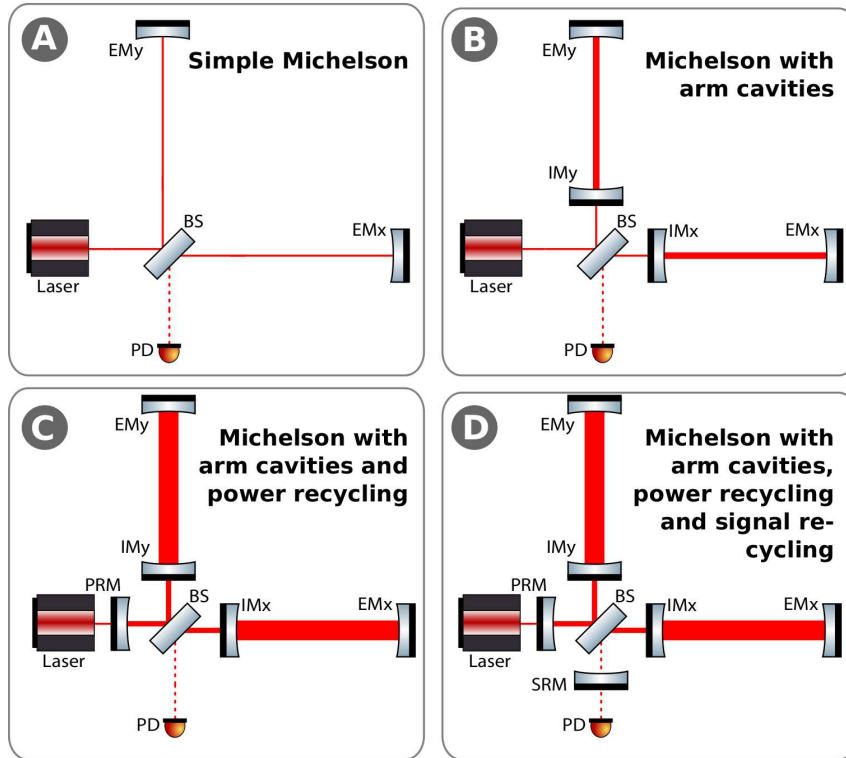 A
Simple Michelson
EMy
BS
EMx
Laser
PD
B
Michelson with
arm cavities
EMy
IMy
BS
IMx
EMx
Laser
PD
C
Michelson with
arm cavities and
power recycling
EMy
IMy
PRM
BS
IMx
EMx
Laser
PD
D
Michelson with
arm cavities,
power recycling
and signal re-
cycling
EMy
IMy
PRM
BS
IMx
EMx
Laser
SRM
PD